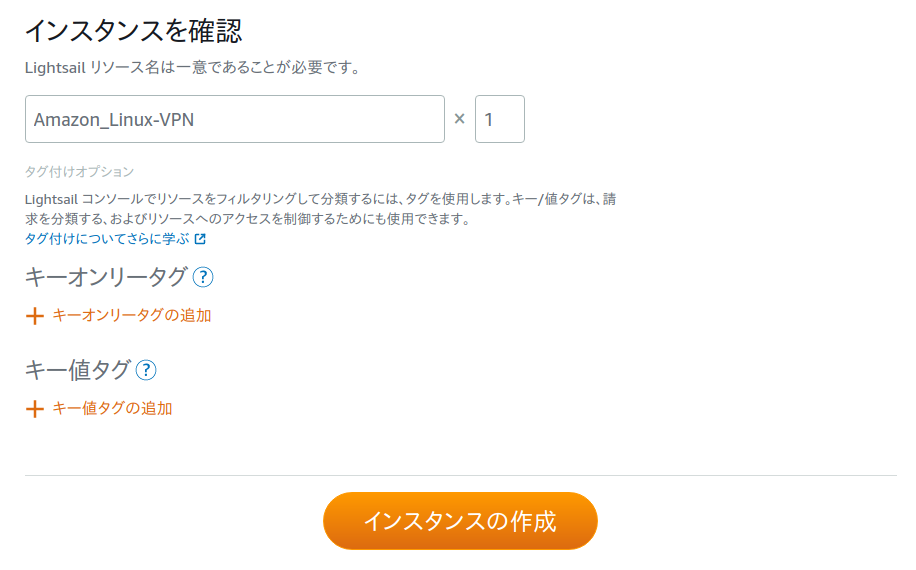 インスタンスを確認
Lightsail リソース名は一意であることが必要です。
Amazon_Linux-VPN × 1
タグ付けオプション
Lightsail コンソールでリソースをフィルタリングして分類するには、タグを使用します。キー/値タグは、請
求を分類する、およびリソースへのアクセスを制御するためにも使用できます。
タグ付けについてさらに学ぶ
キーオンリータグ ?
+ キーオンリータグの追加
キー値タグ ?
+ キー値タグの追加
インスタンスの作成